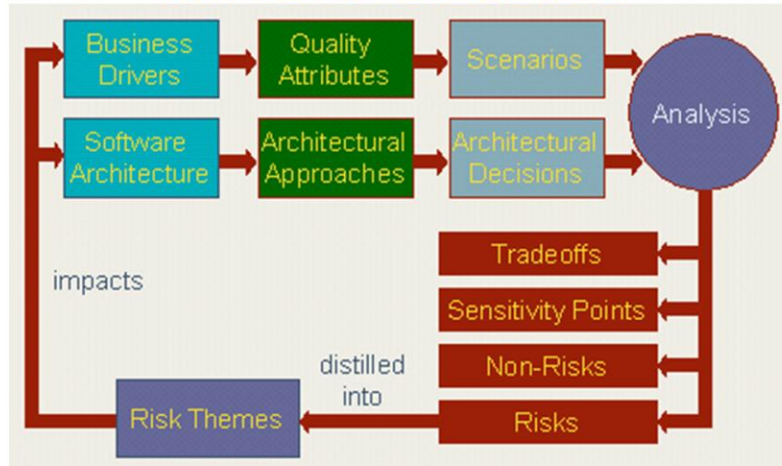 Business
Drivers
Quality
Attributes
Scenarios
Analysis
Software
Architecture
Architectural
Approaches
Architectural
Decisions
Tradeoffs
impacts
Sensitivity Points
Non-Risks
distilled
into
Risk Themes
Risks